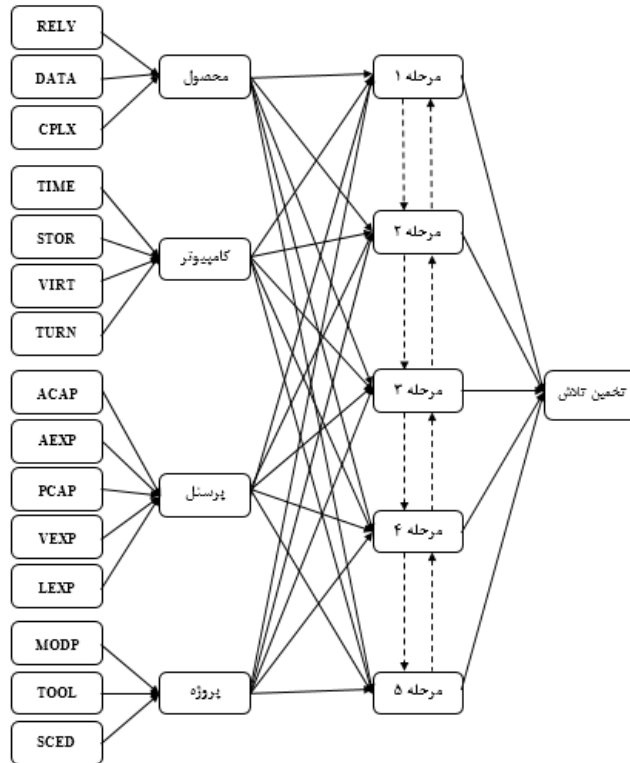 RELY
DATA
CPLX
TIME
STOR
VIRT
TURN
ACAP
AEXP
PCAP
VEXP
LEXP
MODP
TOOL
SCED
محصول
کامپیوتر
پرسنل
پروژه
مرحله ۱
مرحله ۲
مرحله ۳
مرحله ۴
مرحله ۵
تخمین تلاش